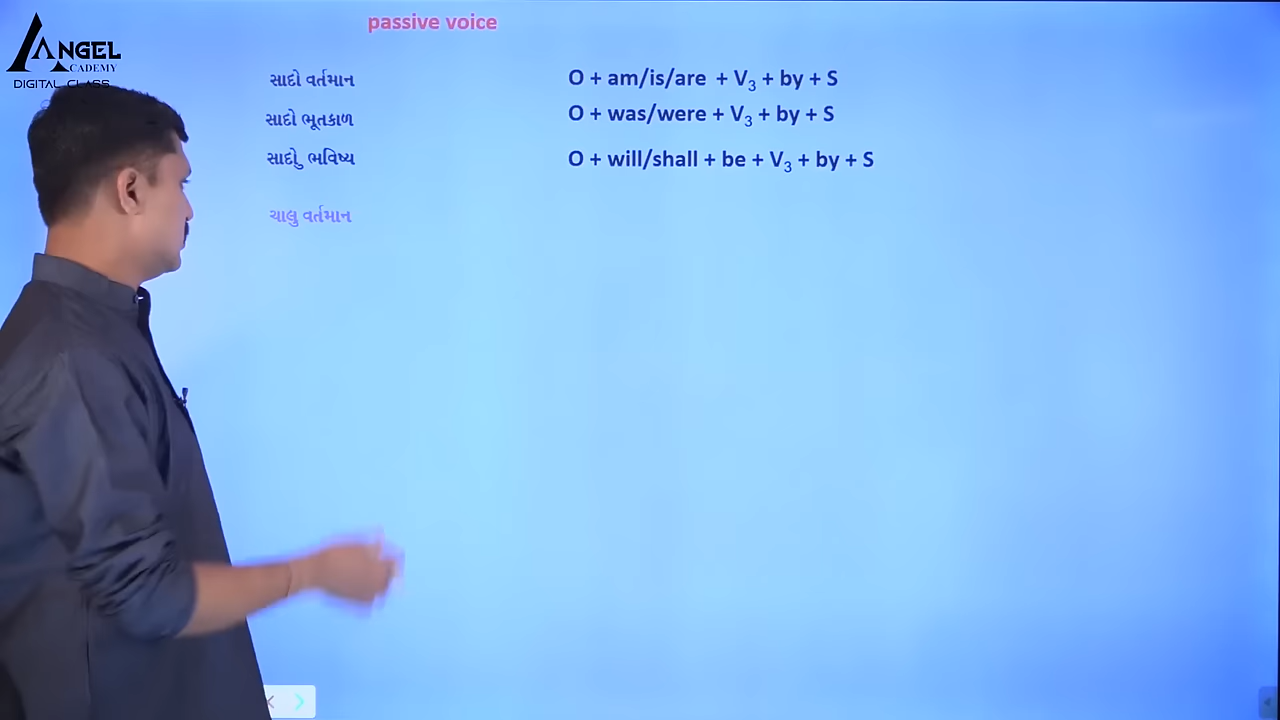 passive voice
ANGEL
ACADEMY
DIGITAL CLASS
સાદો વર્તમાન O + am/is/are + V₃ + by + S
સાદો ભૂતકાળ O + was/were + V₃ + by + S
સાદોુ ભવિષ્ય O + will/shall + be + V₃ + by + S
ચાલુ વર્તમાન